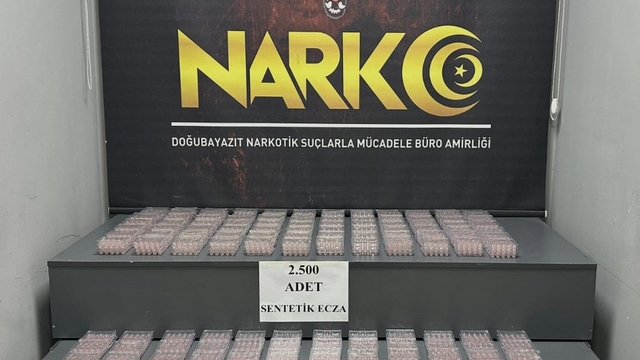 NARKO
DOĞUBAYAZIT NARKOTİK SUÇLARLA MÜCADELE BÜRO AMİRLİĞİ
2.500
ADET
SENTETİK ECZA